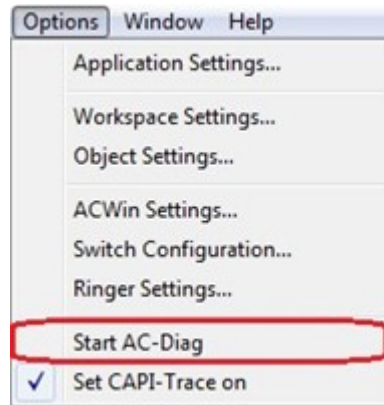 Options Window Help
Application Settings...
Workspace Settings...
Object Settings...
ACWin Settings...
Switch Configuration...
Ringer Settings...
Start AC-Diag
Set CAPI-Trace on